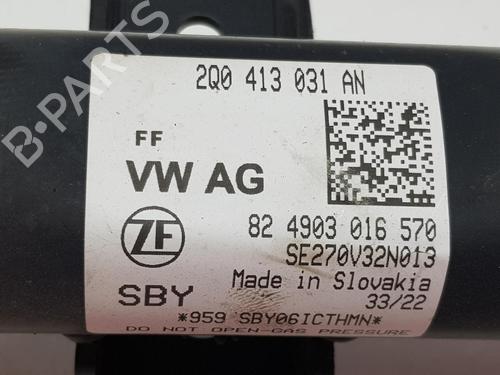 2Q0 413 031 AN
FF
VW AG
ZF
82 4903 016 570
SE270V32N013
Made in Slovakia
SBY
33/22
*959 SBY06ICTHMN*
DO NOT OPEN-GAS PRESSURE
B-PARTS